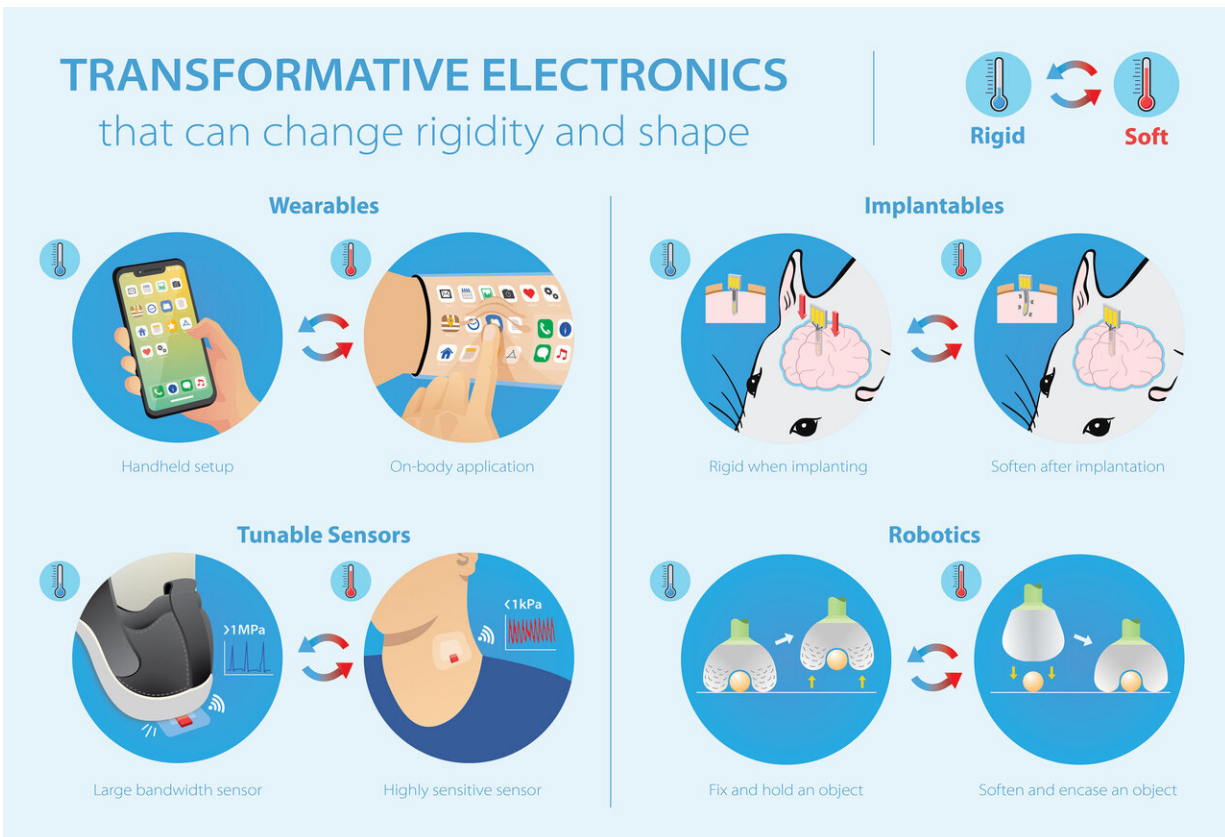 TRANSFORMATIVE ELECTRONICS
that can change rigidity and shape
Rigid
Soft
Wearables
Handheld setup
On-body application
Implantables
Rigid when implanting
Soften after implantation
Tunable Sensors
>1MPa
<1kPa
Large bandwidth sensor
Highly sensitive sensor
Robotics
Fix and hold an object
Soften and encase an object